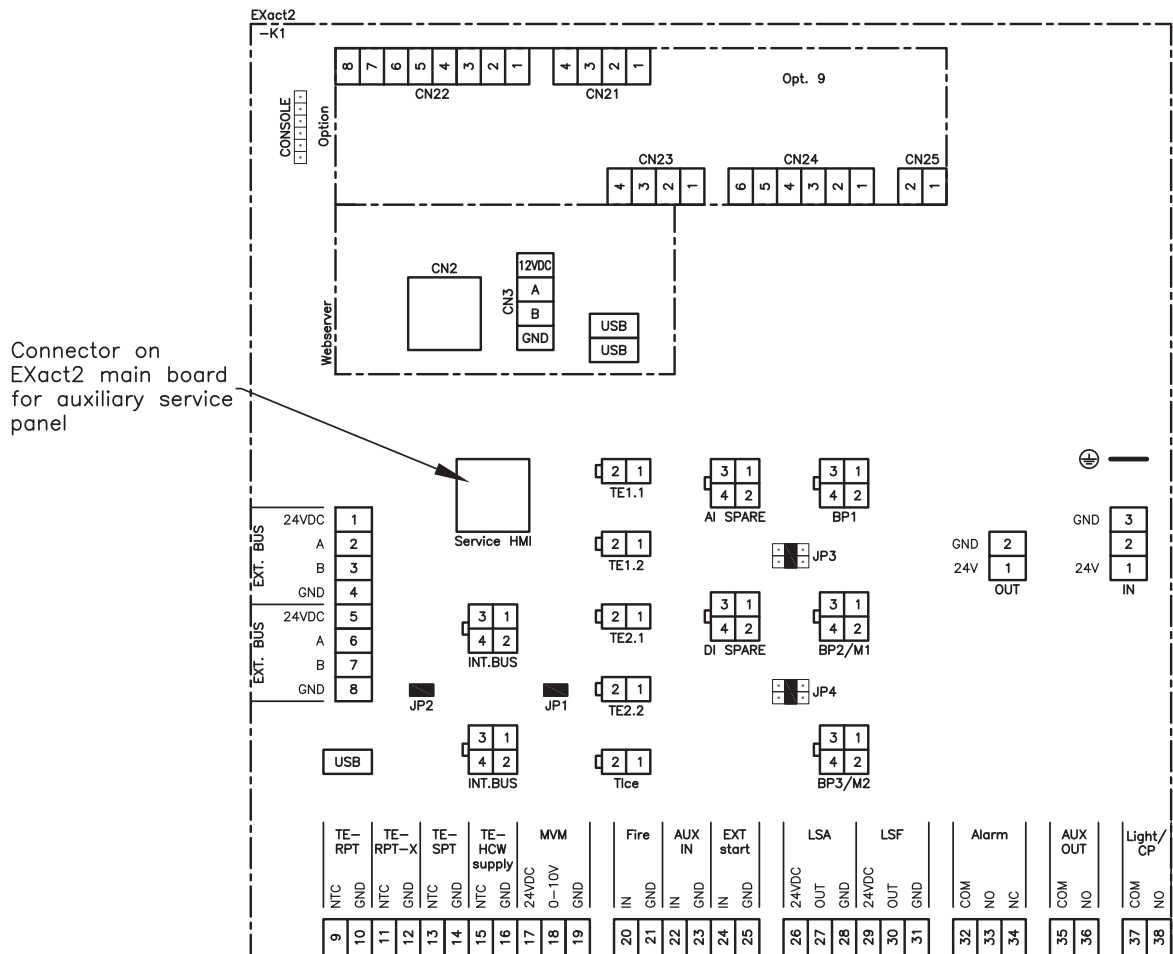 EXact2
-K1
8 7 6 5 4 3 2 1
CN22
4 3 2 1
CN21
Opt. 9
CONSOLE
Option
CN23
4 3 2 1
CN24
6 5 4 3 2 1
CN25
2 1
Webserver
CN2
CN3
12VDC
A
B
GND
USB
USB
Connector on
EXact2 main board
for auxiliary service
panel
Service HMI
2 1
TE1.1
3 1
4 2
AI SPARE
3 1
4 2
BP1
EXT. BUS
24VDC 1
A 2
B 3
GND 4
EXT. BUS
24VDC 5
A 6
B 7
GND 8
2 1
TE1.2
JP3
GND 2
24V 1
OUT
GND 3
2
24V 1
IN
3 1
4 2
INT.BUS
2 1
TE2.1
3 1
4 2
DI SPARE
3 1
4 2
BP2/M1
JP2
JP1
2 1
TE2.2
JP4
USB
3 1
4 2
INT.BUS
2 1
TIce
3 1
4 2
BP3/M2
TE-
RPT
NTC GND
9 10
TE-
RPT-X
NTC GND
11 12
TE-
SPT
NTC GND
13 14
TE-
HCW
supply
NTC GND
15 16
MVM
24VDC 0-10V GND
17 18 19
Fire
IN GND
20 21
AUX
IN
IN GND
22 23
EXT
start
IN GND
24 25
LSA
24VDC OUT GND
26 27 28
LSF
24VDC OUT GND
29 30 31
Alarm
COM NO NC
32 33 34
AUX
OUT
COM NO
35 36
Light/
CP
COM NO
37 38